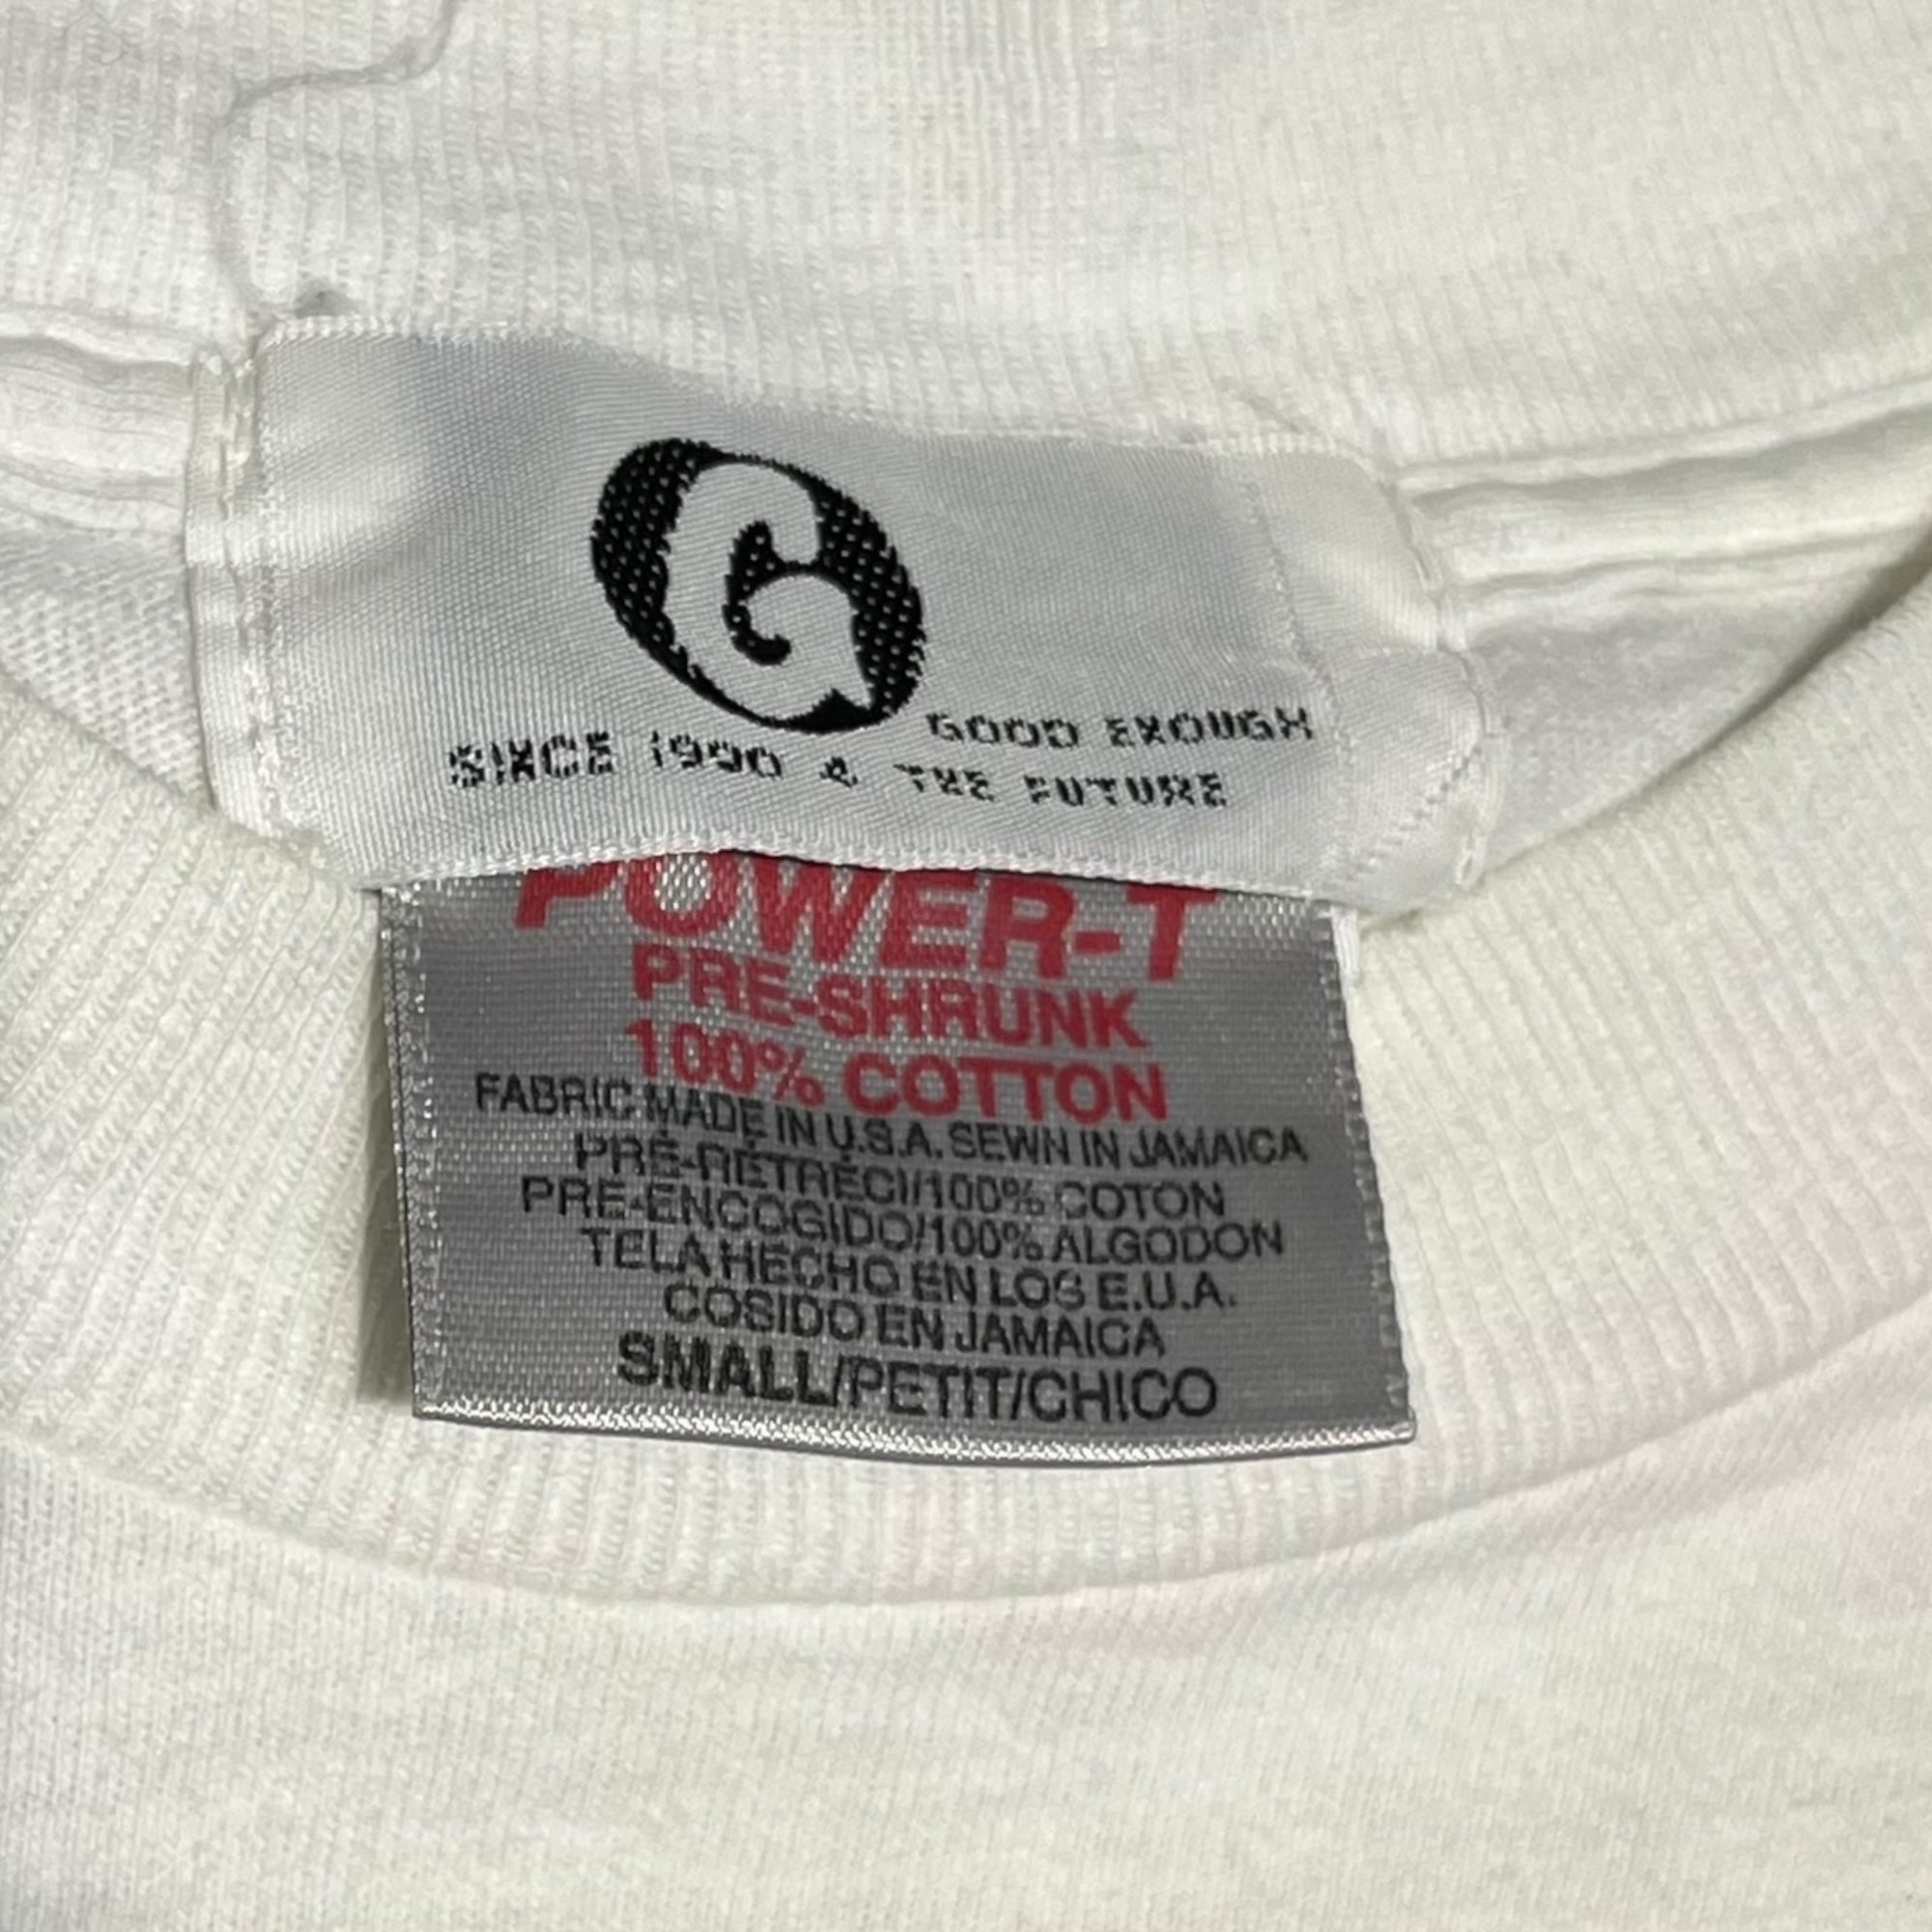 G
GOOD ENOUGH
SINCE 1990 & THE FUTURE
POWER-T
PRE-SHRUNK
100% COTTON
FABRIC MADE IN U.S.A. SEWN IN JAMAICA
PRÉ-RÉTRÉCI/100% COTON
PRE-ENCOGIDO/100% ALGODON
TELA HECHO EN LOS E.U.A.
COSIDO EN JAMAICA
SMALL/PETIT/CHICO